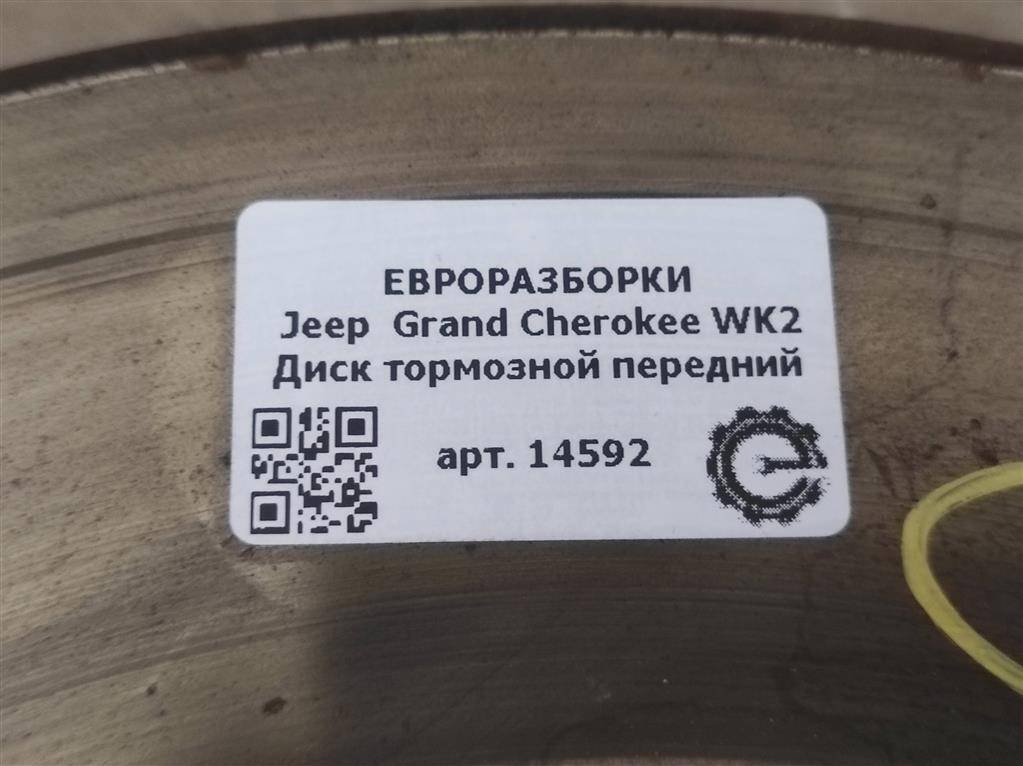 ЕВРОРАЗБОРКИ
Jeep Grand Cherokee WK2
Диск тормозной передний
арт. 14592